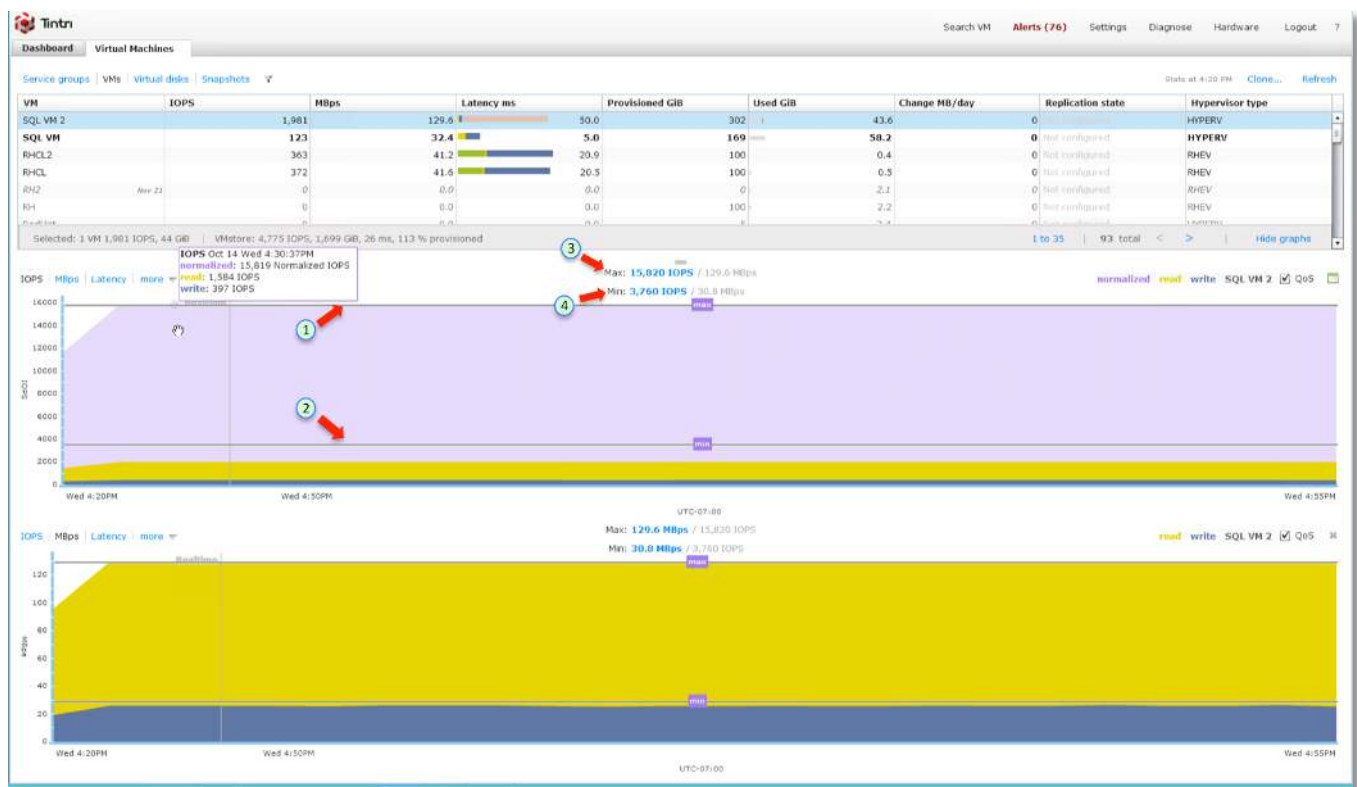 Tintri
Search VM Alerts (76) Settings Diagnose Hardware Logout ?
Dashboard Virtual Machines
Service groups VMs Virtual disks Snapshots Stats at 4:20 PM Clone... Refresh
VM IOPS MBps Latency ms Provisioned GiB Used GiB Change MB/day Replication state Hypervisor type
SQL VM 2 1,981 129.6 50.0 302 43.6 0 Not configured HYPERV
SQL VM 123 32.4 5.0 169 58.2 0 Not configured HYPERV
RHCL2 363 41.2 20.9 100 0.4 0 Not configured RHEV
RHCL 372 41.6 20.5 100 0.5 0 Not configured RHEV
RH2 Nov 21 0 0.0 0.0 0 2.1 0 Not configured RHEV
RH 0 0.0 0.0 100 2.2 0 Not configured RHEV
Selected: 1 VM 1,981 IOPS, 44 GiB | VMstore: 4,775 IOPS, 1,699 GiB, 26 ms, 113 % provisioned 1 to 35 | 93 total < > | Hide graphs
IOPS Oct 14 Wed 4:30:37PM
normalized: 15,819 Normalized IOPS
read: 1,584 IOPS
write: 397 IOPS
3
Max: 15,820 IOPS / 129.6 MBps
IOPS MBps Latency more normalized read write SQL VM 2 QoS
4
Min: 3,760 IOPS / 30.8 MBps
Realtime
max
16000
14000
12000
10000
8000
6000
4000
2000
0
IOPS
1
2
min
Wed 4:20PM Wed 4:50PM Wed 4:55PM
UTC-07:00
Max: 129.6 MBps / 15,820 IOPS
IOPS MBps Latency more read write SQL VM 2 QoS
Min: 30.8 MBps / 3,760 IOPS
Realtime
max
120
100
80
60
40
20
0
MBps
min
Wed 4:20PM Wed 4:50PM Wed 4:55PM
UTC-07:00